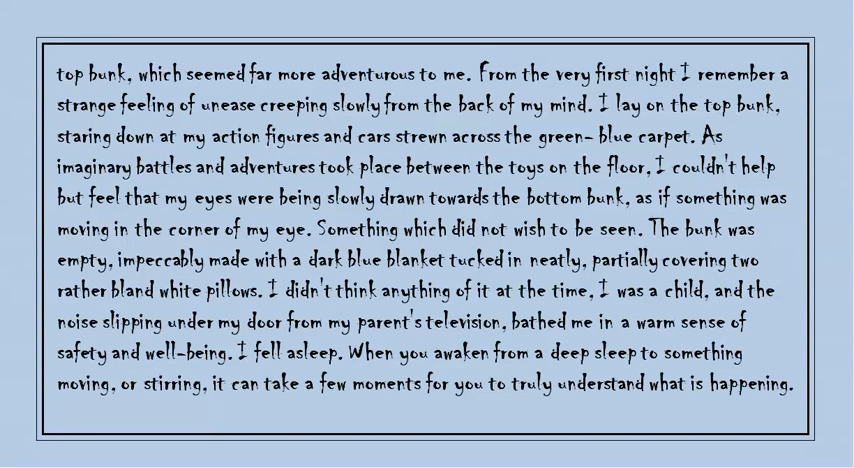 top bunk, which seemed far more adventurous to me. From the very first night I remember a
strange feeling of unease creeping slowly from the back of my mind. I lay on the top bunk,
staring down at my action figures and cars strewn across the green- blue carpet. As
imaginary battles and adventures took place between the toys on the floor, I couldn't help
but feel that my eyes were being slowly drawn towards the bottom bunk, as if something was
moving in the corner of my eye. Something which did not wish to be seen. The bunk was
empty, impeccably made with a dark blue blanket tucked in neatly, partially covering two
rather bland white pillows. I didn't think anything of it at the time, I was a child, and the
noise slipping under my door from my parent's television, bathed me in a warm sense of
safety and well-being. I fell asleep. When you awaken from a deep sleep to something
moving, or stirring, it can take a few moments for you to truly understand what is happening.